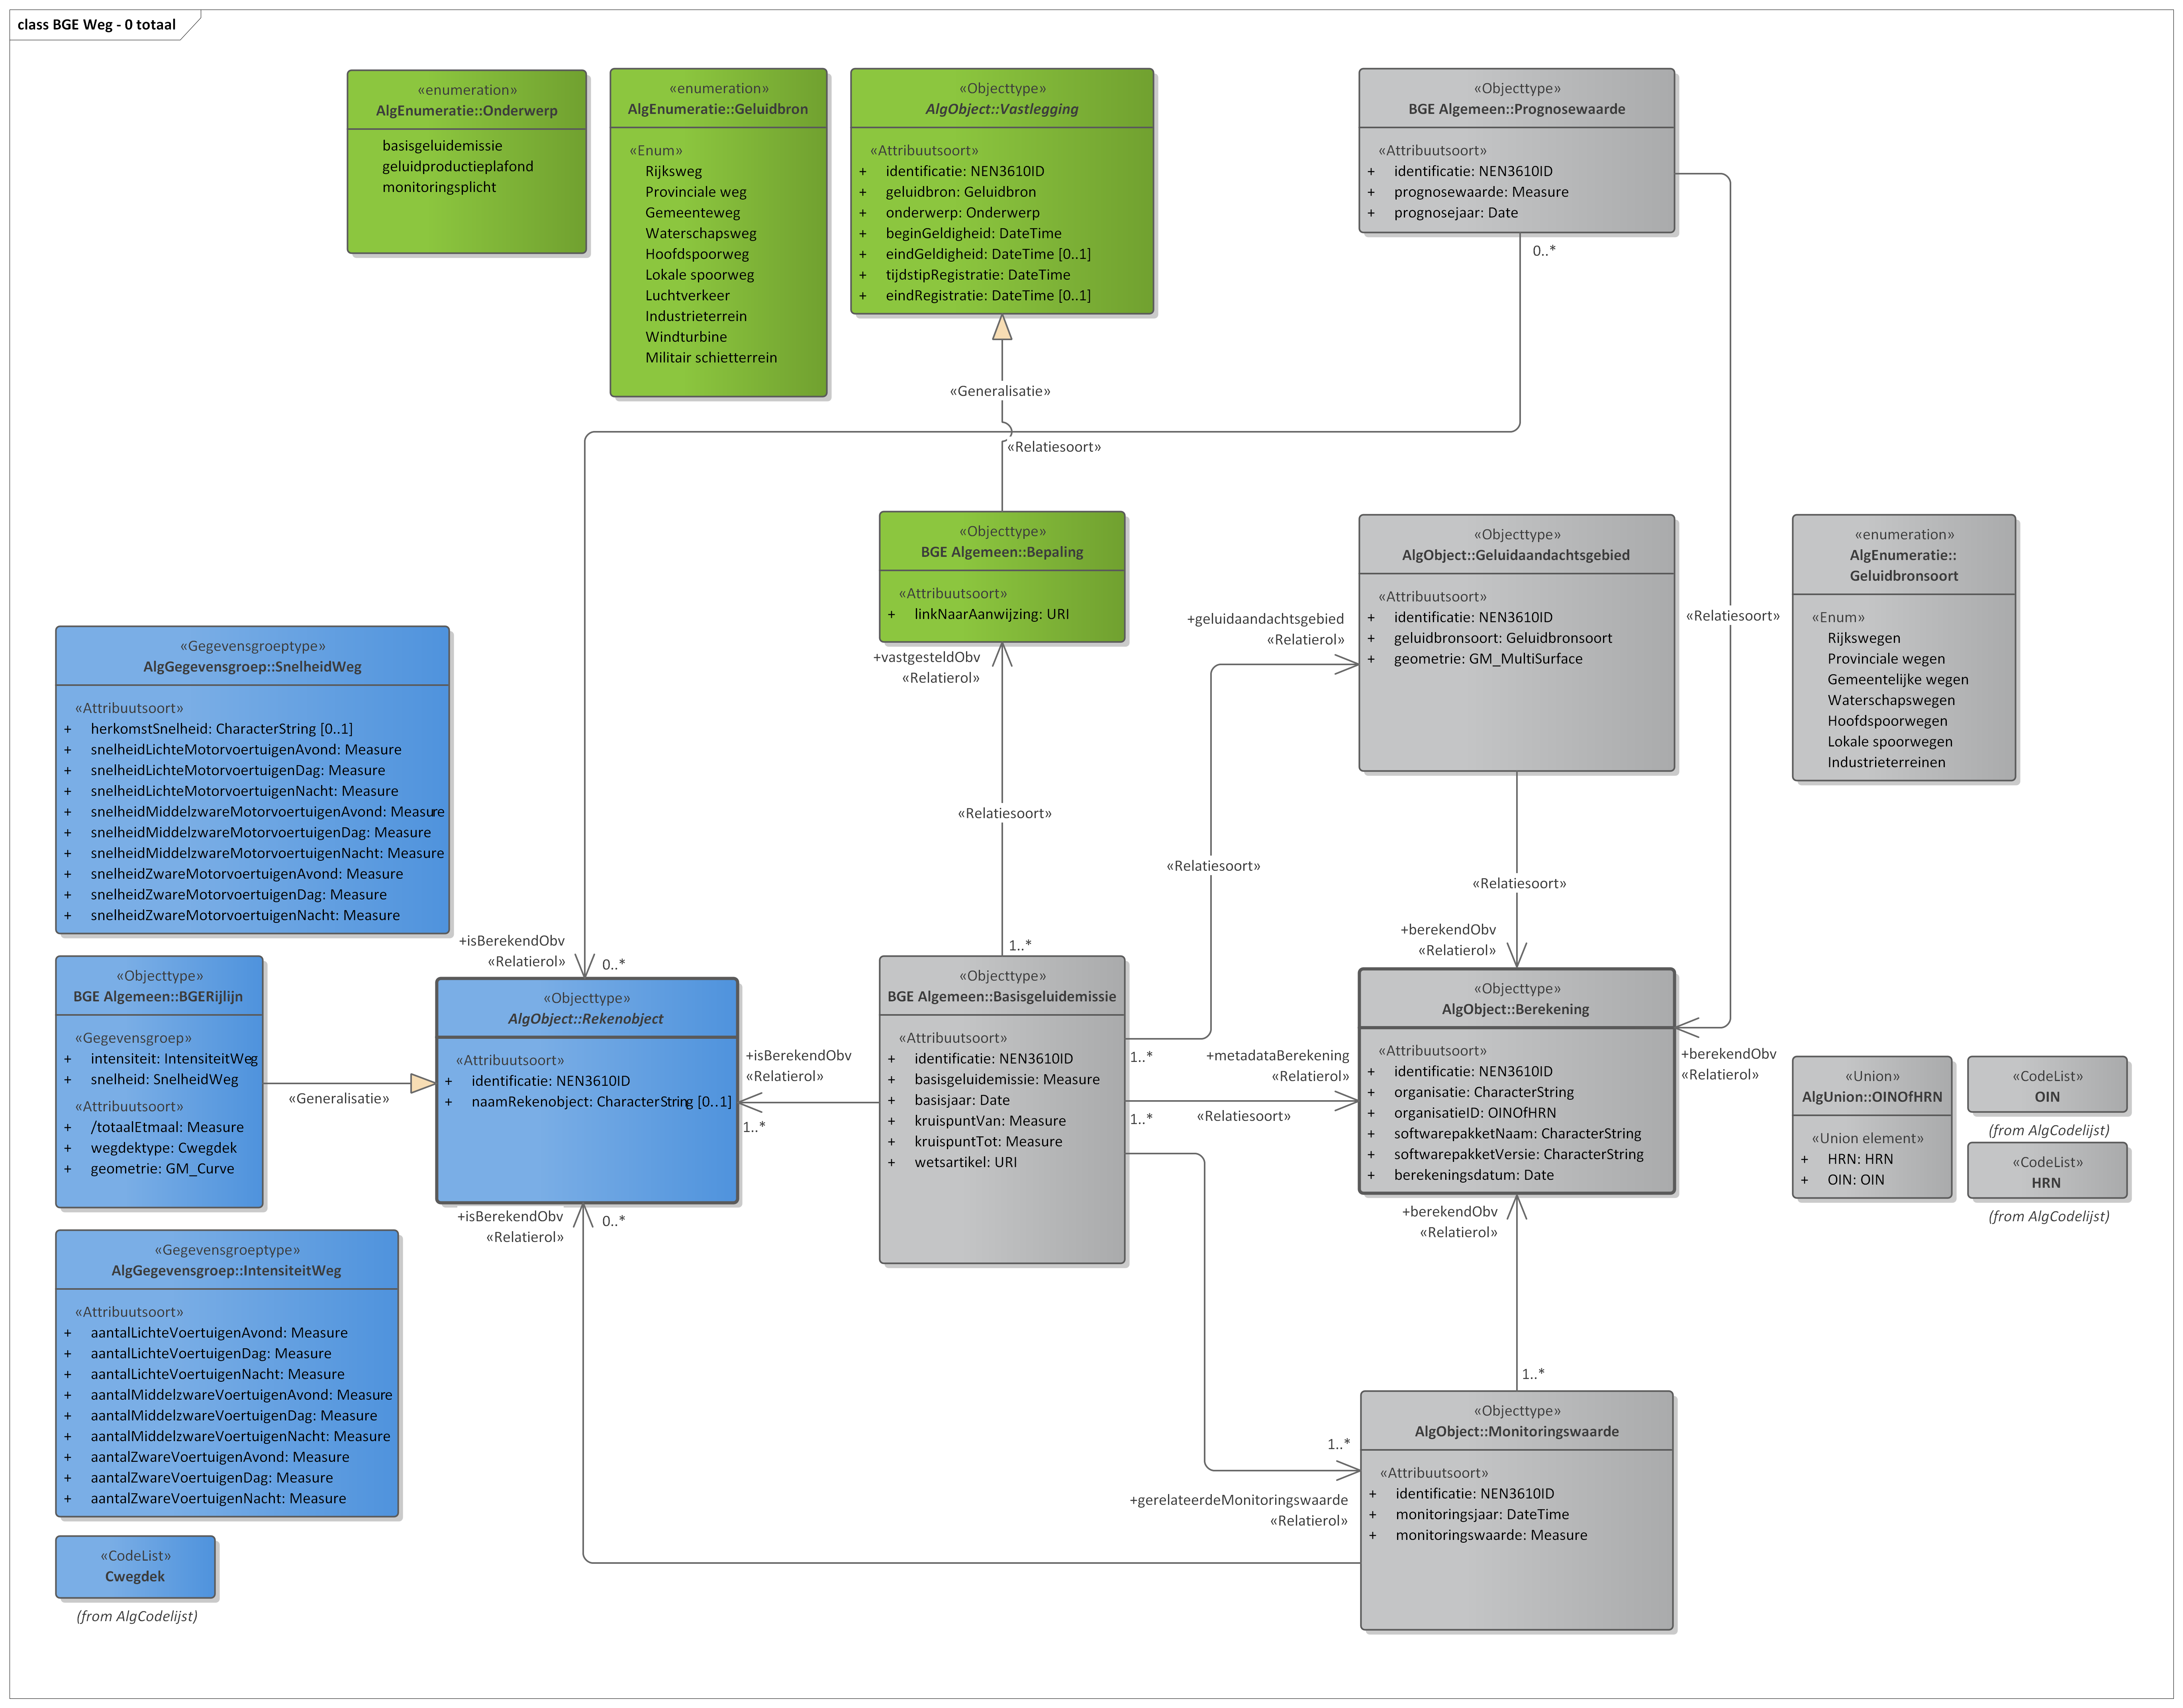 class BGE Weg - 0 totaal
«enumeration»
AlgEnumeratie::Onderwerp
basisgeluidemissie
geluidproductieplafond
monitoringsplicht
«enumeration»
AlgEnumeratie::Geluidbron
«Enum»
Rijksweg
Provinciale weg
Gemeenteweg
Waterschapsweg
Hoofdspoorweg
Lokale spoorweg
Luchtverkeer
Industrieterrein
Windturbine
Militair schietterrein
«Objecttype»
AlgObject::Vastlegging
«Attribuutsoort»
+ identificatie: NEN3610ID
+ geluidbron: Geluidbron
+ onderwerp: Onderwerp
+ beginGeldigheid: DateTime
+ eindGeldigheid: DateTime [0..1]
+ tijdstipRegistratie: DateTime
+ eindRegistratie: DateTime [0..1]
«Objecttype»
BGE Algemeen::Prognosewaarde
«Attribuutsoort»
+ identificatie: NEN3610ID
+ prognosewaarde: Measure
+ prognosejaar: Date
0..*
«Generalisatie»
«Relatiesoort»
«Objecttype»
BGE Algemeen::Bepaling
«Attribuutsoort»
+ linkNaarAanwijzing: URI
+vastgesteldObv
«Relatierol»
«Relatiesoort»
1..*
«Objecttype»
AlgObject::Geluidaandachtsgebied
«Attribuutsoort»
+ identificatie: NEN3610ID
+ geluidbronsoort: Geluidbronsoort
+ geometrie: GM_MultiSurface
+geluidaandachtsgebied
«Relatierol»
«Relatiesoort»
«Relatiesoort»
«Relatiesoort»
«enumeration»
AlgEnumeratie::
Geluidbronsoort
«Enum»
Rijkswegen
Provinciale wegen
Gemeentelijke wegen
Waterschapswegen
Hoofdspoorwegen
Lokale spoorwegen
Industrieterreinen
«Gegevensgroeptype»
AlgGegevensgroep::SnelheidWeg
«Attribuutsoort»
+ herkomstSnelheid: CharacterString [0..1]
+ snelheidLichteMotorvoertuigenAvond: Measure
+ snelheidLichteMotorvoertuigenDag: Measure
+ snelheidLichteMotorvoertuigenNacht: Measure
+ snelheidMiddelzwareMotorvoertuigenAvond: Measure
+ snelheidMiddelzwareMotorvoertuigenDag: Measure
+ snelheidMiddelzwareMotorvoertuigenNacht: Measure
+ snelheidZwareMotorvoertuigenAvond: Measure
+ snelheidZwareMotorvoertuigenDag: Measure
+ snelheidZwareMotorvoertuigenNacht: Measure
+isBerekendObv
«Relatierol»
0..*
«Objecttype»
BGE Algemeen::BGERijlijn
«Gegevensgroep»
+ intensiteit: IntensiteitWeg
+ snelheid: SnelheidWeg
«Attribuutsoort»
+ /totaalEtmaal: Measure
+ wegdektype: Cwegdek
+ geometrie: GM_Curve
«Generalisatie»
«Objecttype»
AlgObject::Rekenobject
«Attribuutsoort»
+ identificatie: NEN3610ID
+ naamRekenobject: CharacterString [0..1]
+isBerekendObv
«Relatierol»
1..*
«Objecttype»
BGE Algemeen::Basisgeluidemissie
«Attribuutsoort»
+ identificatie: NEN3610ID
+ basisgeluidemissie: Measure
+ basisjaar: Date
+ kruispuntVan: Measure
+ kruispuntTot: Measure
+ wetsartikel: URI
1..*
+metadataBerekening
«Relatierol»
1..*
«Relatiesoort»
+berekendObv
«Relatierol»
«Objecttype»
AlgObject::Berekening
«Attribuutsoort»
+ identificatie: NEN3610ID
+ organisatie: CharacterString
+ organisatieID: OINOfHRN
+ softwarepakketNaam: CharacterString
+ softwarepakketVersie: CharacterString
+ berekeningsdatum: Date
+berekendObv
«Relatierol»
«Union»
AlgUnion::OINOfHRN
«Union element»
+ HRN: HRN
+ OIN: OIN
«CodeList»
OIN
(from AlgCodelijst)
«CodeList»
HRN
(from AlgCodelijst)
+isBerekendObv
«Relatierol»
0..*
+berekendObv
«Relatierol»
1..*
«Gegevensgroeptype»
AlgGegevensgroep::IntensiteitWeg
«Attribuutsoort»
+ aantalLichteVoertuigenAvond: Measure
+ aantalLichteVoertuigenDag: Measure
+ aantalLichteVoertuigenNacht: Measure
+ aantalMiddelzwareVoertuigenAvond: Measure
+ aantalMiddelzwareVoertuigenDag: Measure
+ aantalMiddelzwareVoertuigenNacht: Measure
+ aantalZwareVoertuigenAvond: Measure
+ aantalZwareVoertuigenDag: Measure
+ aantalZwareVoertuigenNacht: Measure
1..*
+gerelateerdeMonitoringswaarde
«Relatierol»
«Objecttype»
AlgObject::Monitoringswaarde
«Attribuutsoort»
+ identificatie: NEN3610ID
+ monitoringsjaar: DateTime
+ monitoringswaarde: Measure
«CodeList»
Cwegdek
(from AlgCodelijst)